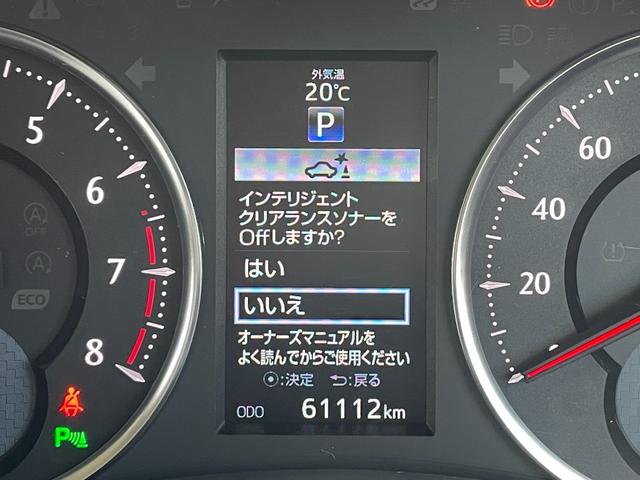 外気温
20℃
P
インテリジェント
クリアランスソナーを
Offしますか?
はい
いいえ
オーナーズマニュアルを
よく読んでからご使用ください
⦿:決定 ⮌:戻る
ODO 61112km
5
6
7
8
OFF
ECO
P
60
40
20